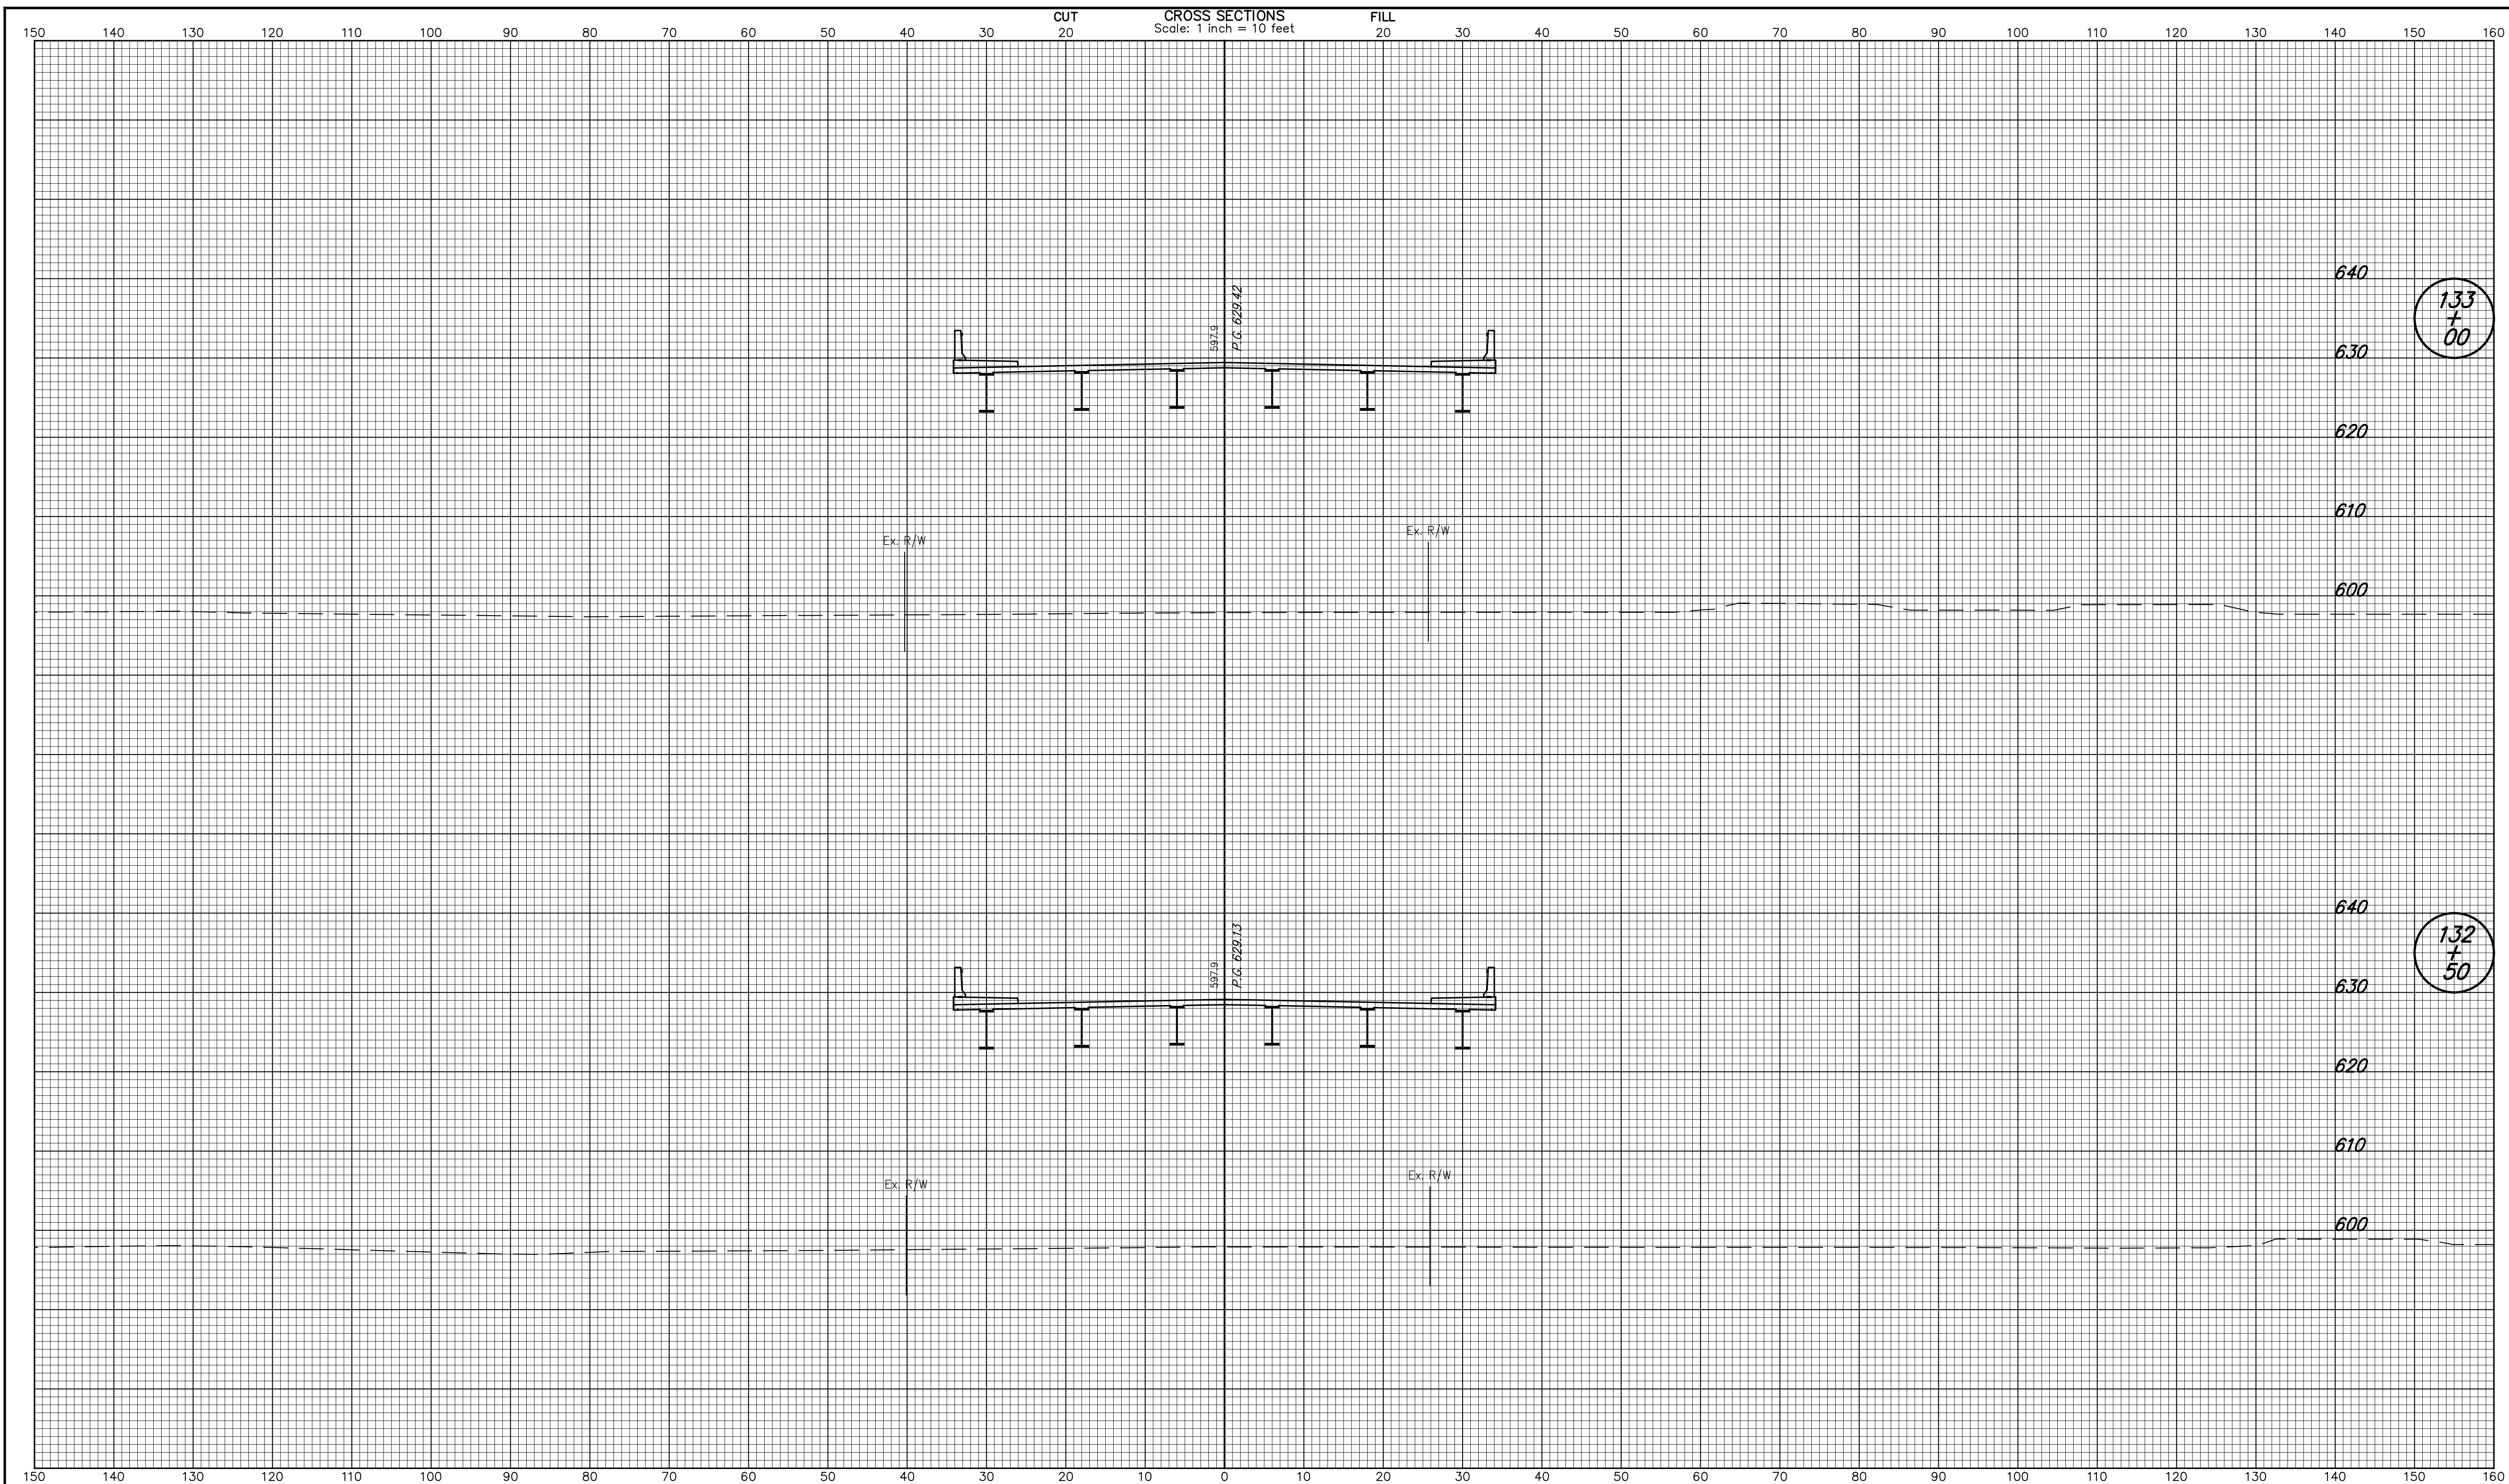 CUT CROSS SECTIONS FILL
Scale: 1 inch = 10 feet
150 140 130 120 110 100 90 80 70 60 50 40 30 20 20 30 40 50 60 70 80 90 100 110 120 130 140 150 160
640
133
+
00
597.9
P.G. 629.42
630
620
610
Ex. R/W
Ex. R/W
600
640
132
+
50
597.9
P.G. 629.13
630
620
610
Ex. R/W
Ex. R/W
600
150 140 130 120 110 100 90 80 70 60 50 40 30 20 10 0 10 20 30 40 50 60 70 80 90 100 110 120 130 140 150 160